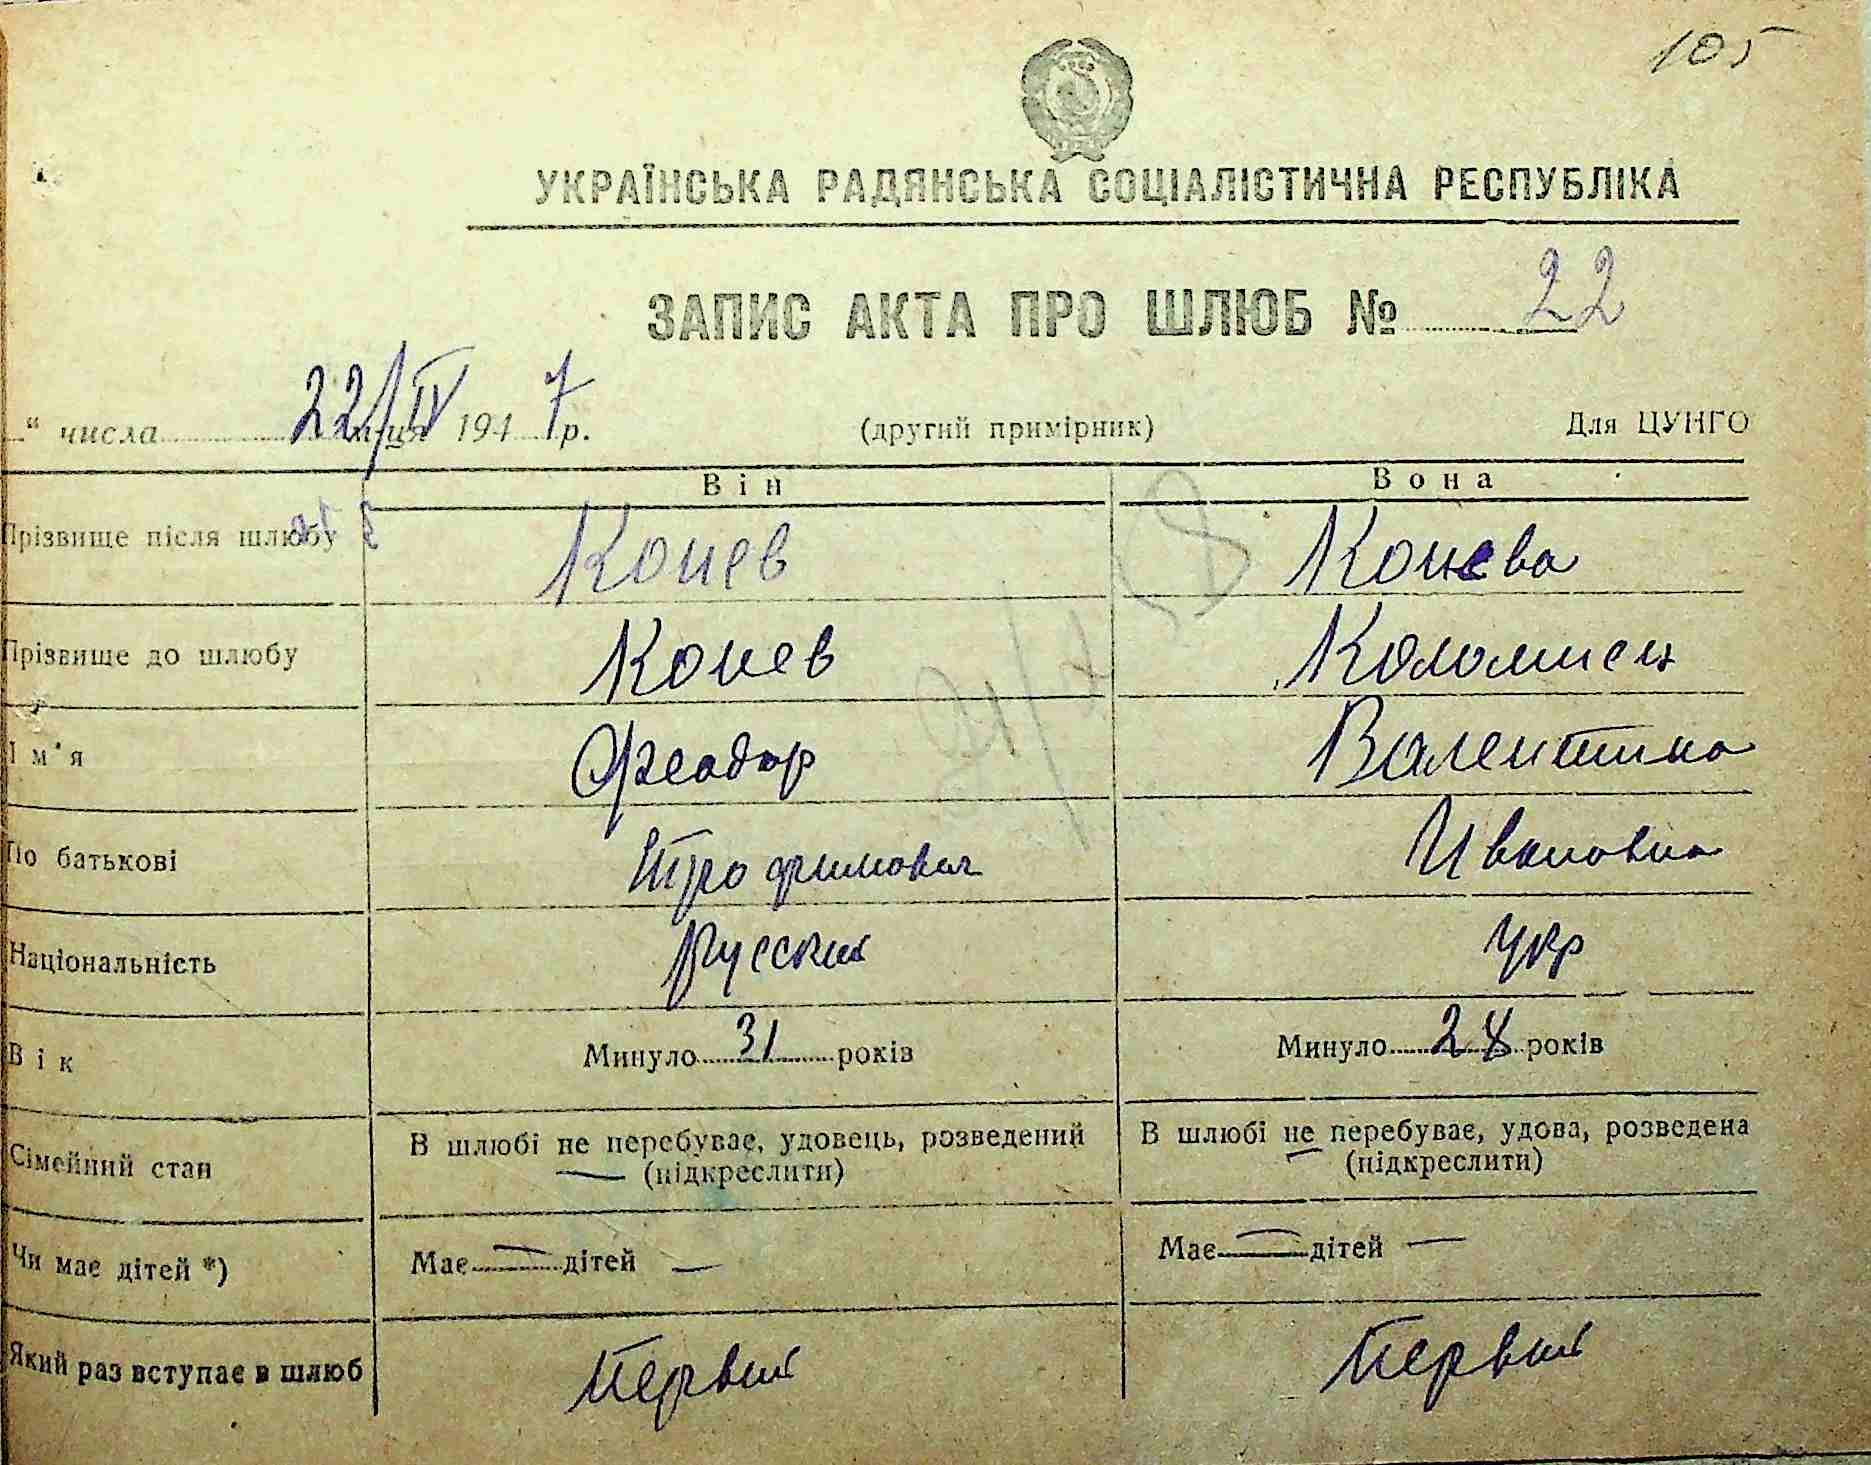 105
УКРАЇНСЬКА РАДЯНСЬКА СОЦІАЛІСТИЧНА РЕСПУБЛІКА
ЗАПИС АКТА ПРО ШЛЮБ № 22
" числа 22/IV м-ця 1947 р. (другий примірник) Для ЦУНГО
Він Вона
Прізвище після шлюбу Конев Конева
Прізвище до шлюбу Конев Коломиец
Ім'я Феодор Валентина
По батькові Трофимович Ивановна
Національність Русский укр
Вік Минуло 31 років Минуло 28 років
Сімейний стан В шлюбі не перебуває, удовець, розведений В шлюбі не перебуває, удова, розведена
(підкреслити) (підкреслити)
Чи має дітей *) Має — дітей — Має — дітей —
Який раз вступає в шлюб Первый Первый